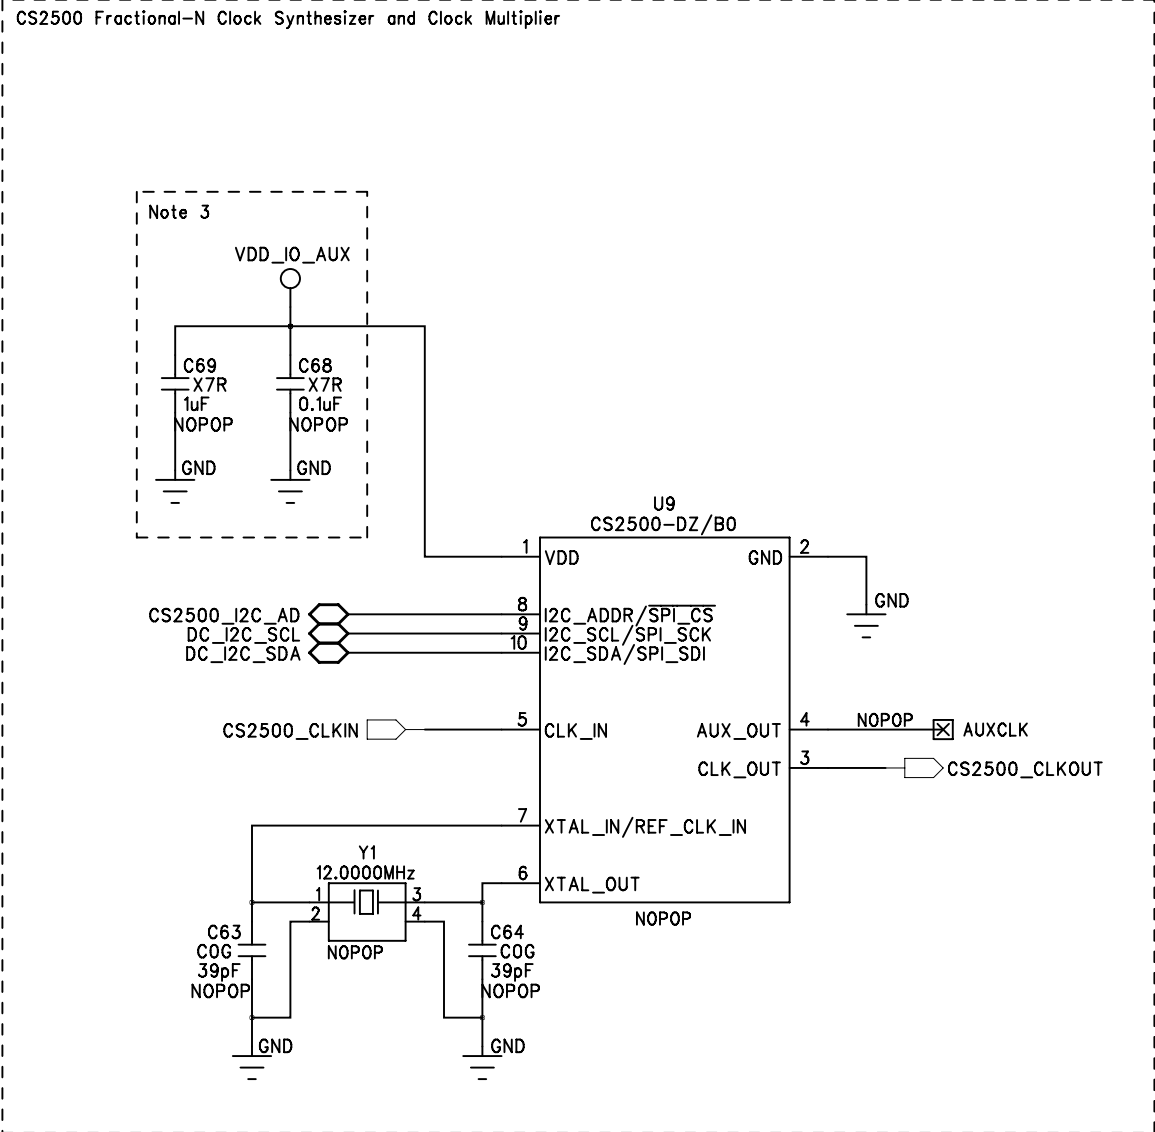 CS2500 Fractional-N Clock Synthesizer and Clock Multiplier
Note 3
VDD_IO_AUX
C69
X7R
1uF
NOPOP
GND
C68
X7R
0.1uF
NOPOP
GND
U9
CS2500-DZ/B0
1
VDD
GND
2
GND
CS2500_I2C_AD
8
I2C_ADDR/SPI_CS
DC_I2C_SCL
9
I2C_SCL/SPI_SCK
DC_I2C_SDA
10
I2C_SDA/SPI_SDI
CS2500_CLKIN
5
CLK_IN
AUX_OUT
4
NOPOP
AUXCLK
CLK_OUT
3
CS2500_CLKOUT
7
XTAL_IN/REF_CLK_IN
6
XTAL_OUT
NOPOP
Y1
12.0000MHz
1
3
2
4
NOPOP
C63
C0G
39pF
NOPOP
GND
C64
C0G
39pF
NOPOP
GND